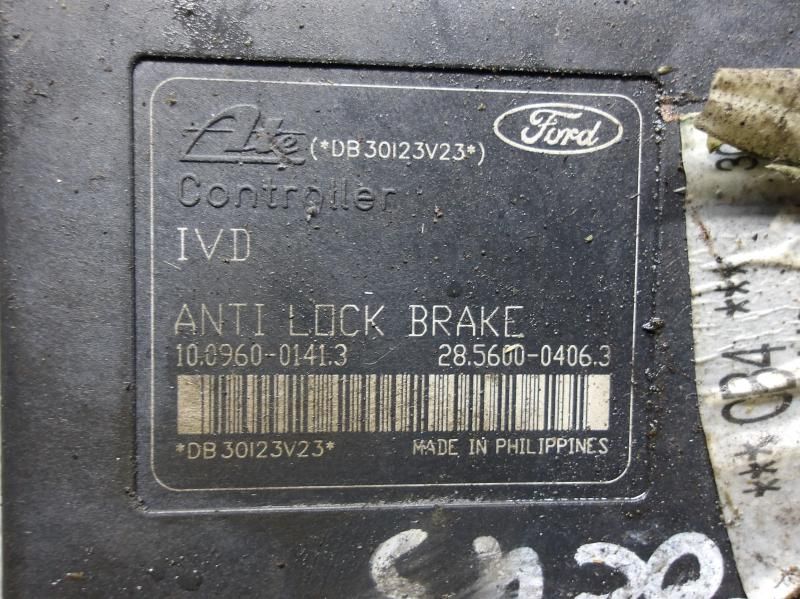 Ate (*DB30123V23*) Ford
Controller
IVD
ANTI LOCK BRAKE
10.0960-0141.3 28.5600-0406.3
*DB30123V23* MADE IN PHILIPPINES
*** 0B4 ***